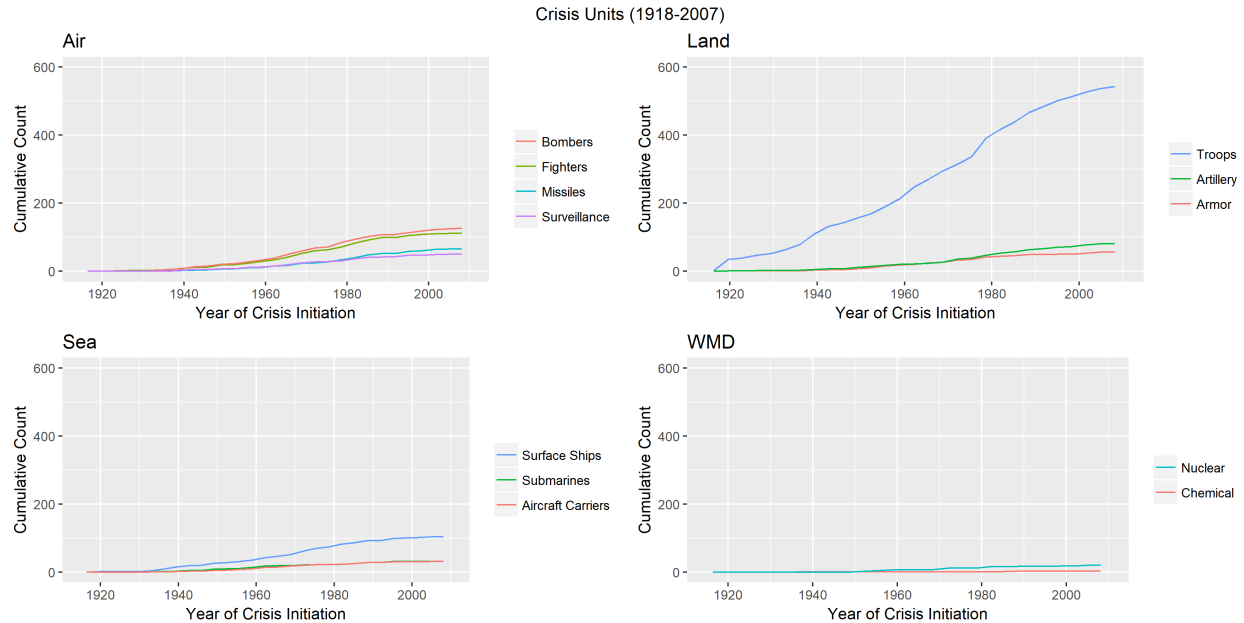 Crisis Units (1918-2007)
Air
Cumulative Count
600
400
200
0
1920 1940 1960 1980 2000
Year of Crisis Initiation
Bombers
Fighters
Missiles
Surveillance
Land
Cumulative Count
600
400
200
0
1920 1940 1960 1980 2000
Year of Crisis Initiation
Troops
Artillery
Armor
Sea
Cumulative Count
600
400
200
0
1920 1940 1960 1980 2000
Year of Crisis Initiation
Surface Ships
Submarines
Aircraft Carriers
WMD
Cumulative Count
600
400
200
0
1920 1940 1960 1980 2000
Year of Crisis Initiation
Nuclear
Chemical